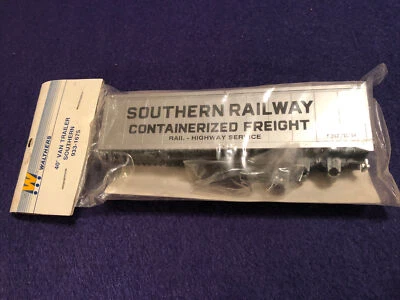 SOUTHERN RAILWAY
CONTAINERIZED FREIGHT
RAIL - HIGHWAY SERVICE
W
WALTHERS
40' VAN TRAILER
SOUTHERN
933-1675